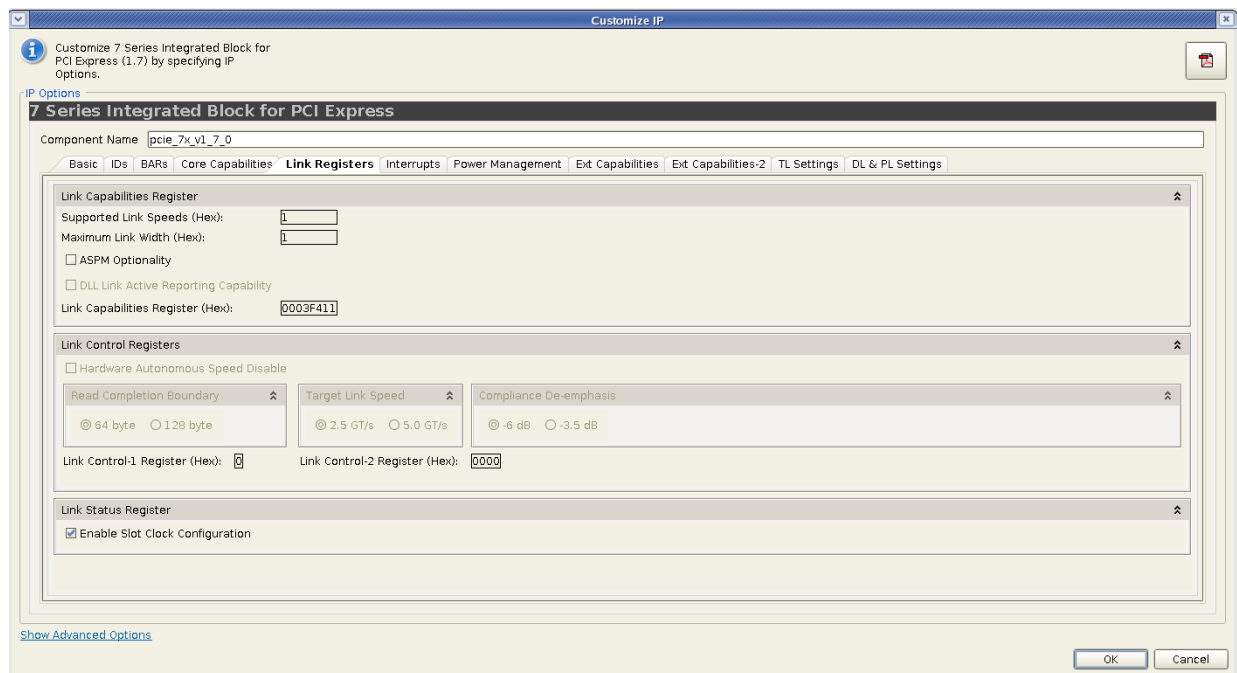 Customize IP
Customize 7 Series Integrated Block for
PCI Express (1.7) by specifying IP
Options.
IP Options
7 Series Integrated Block for PCI Express
Component Name pcie_7x_v1_7_0
Basic IDs BARs Core Capabilities Link Registers Interrupts Power Management Ext Capabilities Ext Capabilities-2 TL Settings DL & PL Settings
Link Capabilities Register
Supported Link Speeds (Hex): 1
Maximum Link Width (Hex): 1
ASPM Optionality
DLL Link Active Reporting Capability
Link Capabilities Register (Hex): 0003F411
Link Control Registers
Hardware Autonomous Speed Disable
Read Completion Boundary Target Link Speed Compliance De-emphasis
64 byte 128 byte 2.5 GT/s 5.0 GT/s -6 dB -3.5 dB
Link Control-1 Register (Hex): 0 Link Control-2 Register (Hex): 0000
Link Status Register
Enable Slot Clock Configuration
Show Advanced Options
OK Cancel